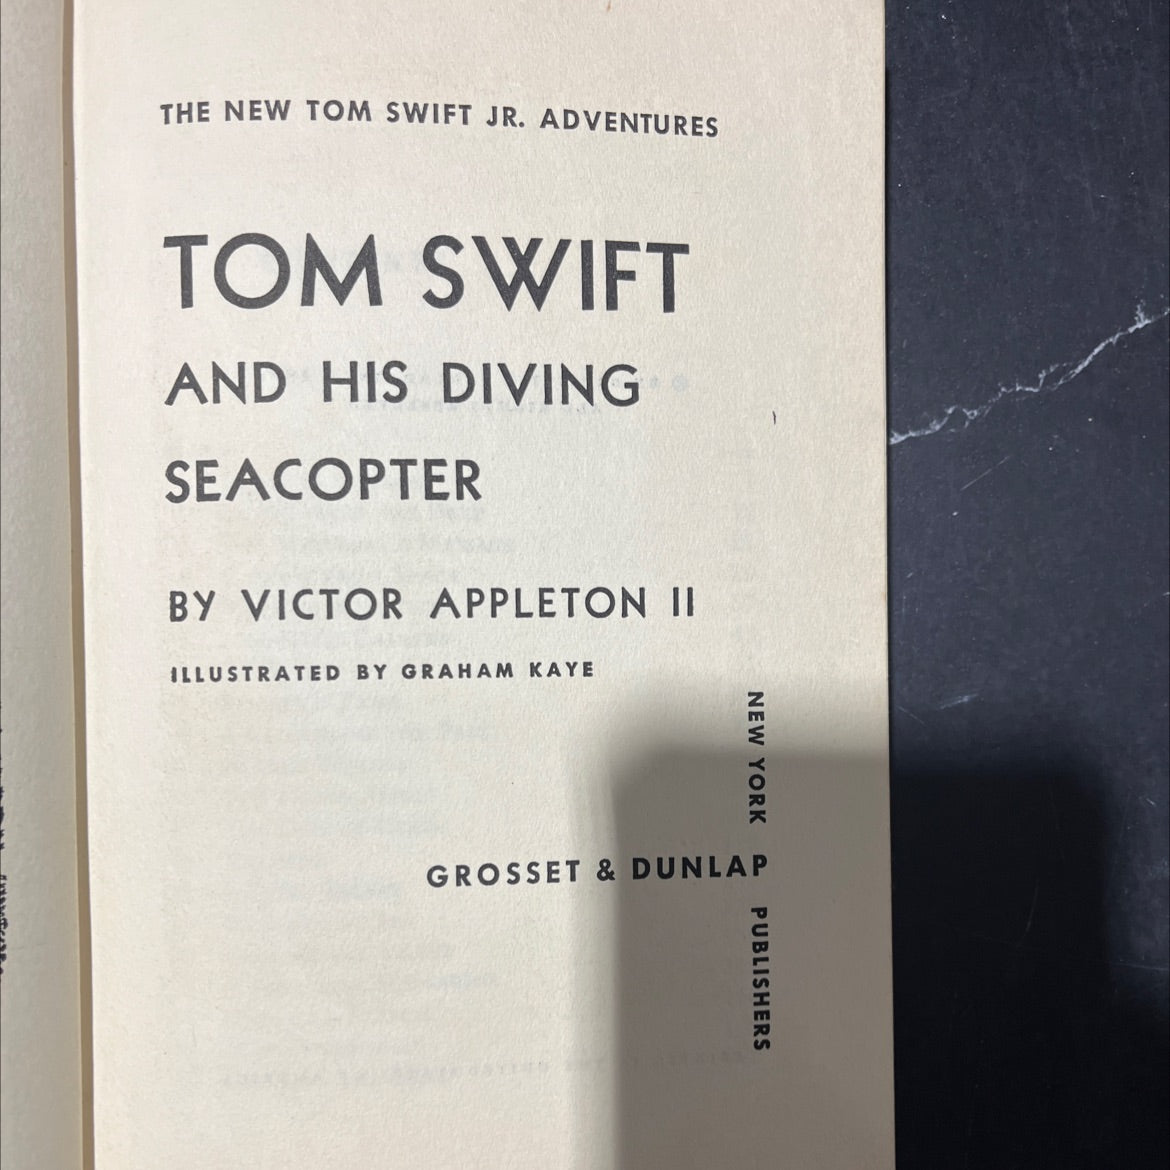 THE NEW TOM SWIFT JR. ADVENTURES
TOM SWIFT
AND HIS DIVING
SEACOPTER
BY VICTOR APPLETON II
ILLUSTRATED BY GRAHAM KAYE
NEW YORK
GROSSET & DUNLAP
PUBLISHERS